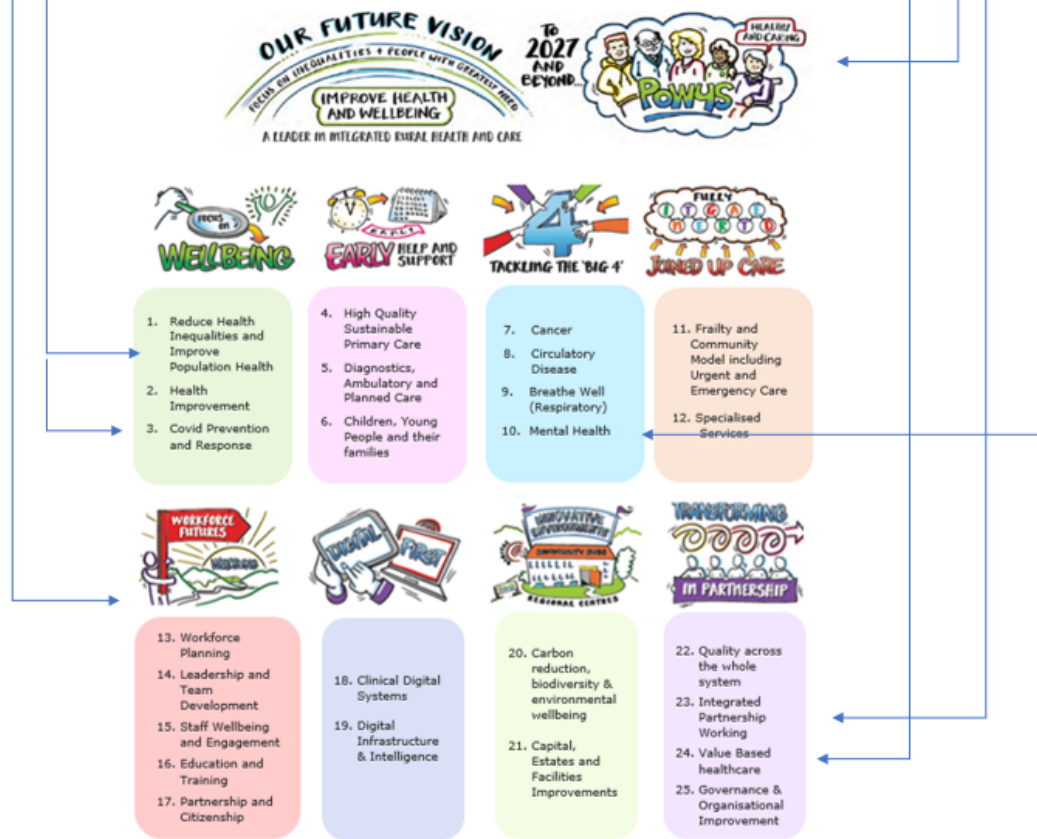 OUR FUTURE VISION
FOCUS ON INEQUALITIES + PEOPLE WITH GREATEST NEED
IMPROVE HEALTH
AND WELLBEING
A LEADER IN INTEGRATED RURAL HEALTH AND CARE
TO
2027
AND
BEYOND...
HEALTHY
AND CARING
POWYS
FOCUS
ON
WELLBEING
EARLY
EARLY HELP AND
SUPPORT
4
TACKLING THE 'BIG 4'
FULLY
I T G A E
N E R T D
JOINED UP CARE
1. Reduce Health
Inequalities and
Improve
Population Health
2. Health
Improvement
3. Covid Prevention
and Response
4. High Quality
Sustainable
Primary Care
5. Diagnostics,
Ambulatory and
Planned Care
6. Children, Young
People and their
families
7. Cancer
8. Circulatory
Disease
9. Breathe Well
(Respiratory)
10. Mental Health
11. Frailty and
Community
Model including
Urgent and
Emergency Care
12. Specialised
Services
WORKFORCE
FUTURES
DIGITAL
FIRST
INNOVATIVE
ENVIRONMENTS
COMMUNITY HUBS
REGIONAL CENTRES
TRANSFORMING
IN PARTNERSHIP
13. Workforce
Planning
14. Leadership and
Team
Development
15. Staff Wellbeing
and Engagement
16. Education and
Training
17. Partnership and
Citizenship
18. Clinical Digital
Systems
19. Digital
Infrastructure
& Intelligence
20. Carbon
reduction,
biodiversity &
environmental
wellbeing
21. Capital,
Estates and
Facilities
Improvements
22. Quality across
the whole
system
23. Integrated
Partnership
Working
24. Value Based
healthcare
25. Governance &
Organisational
Improvement